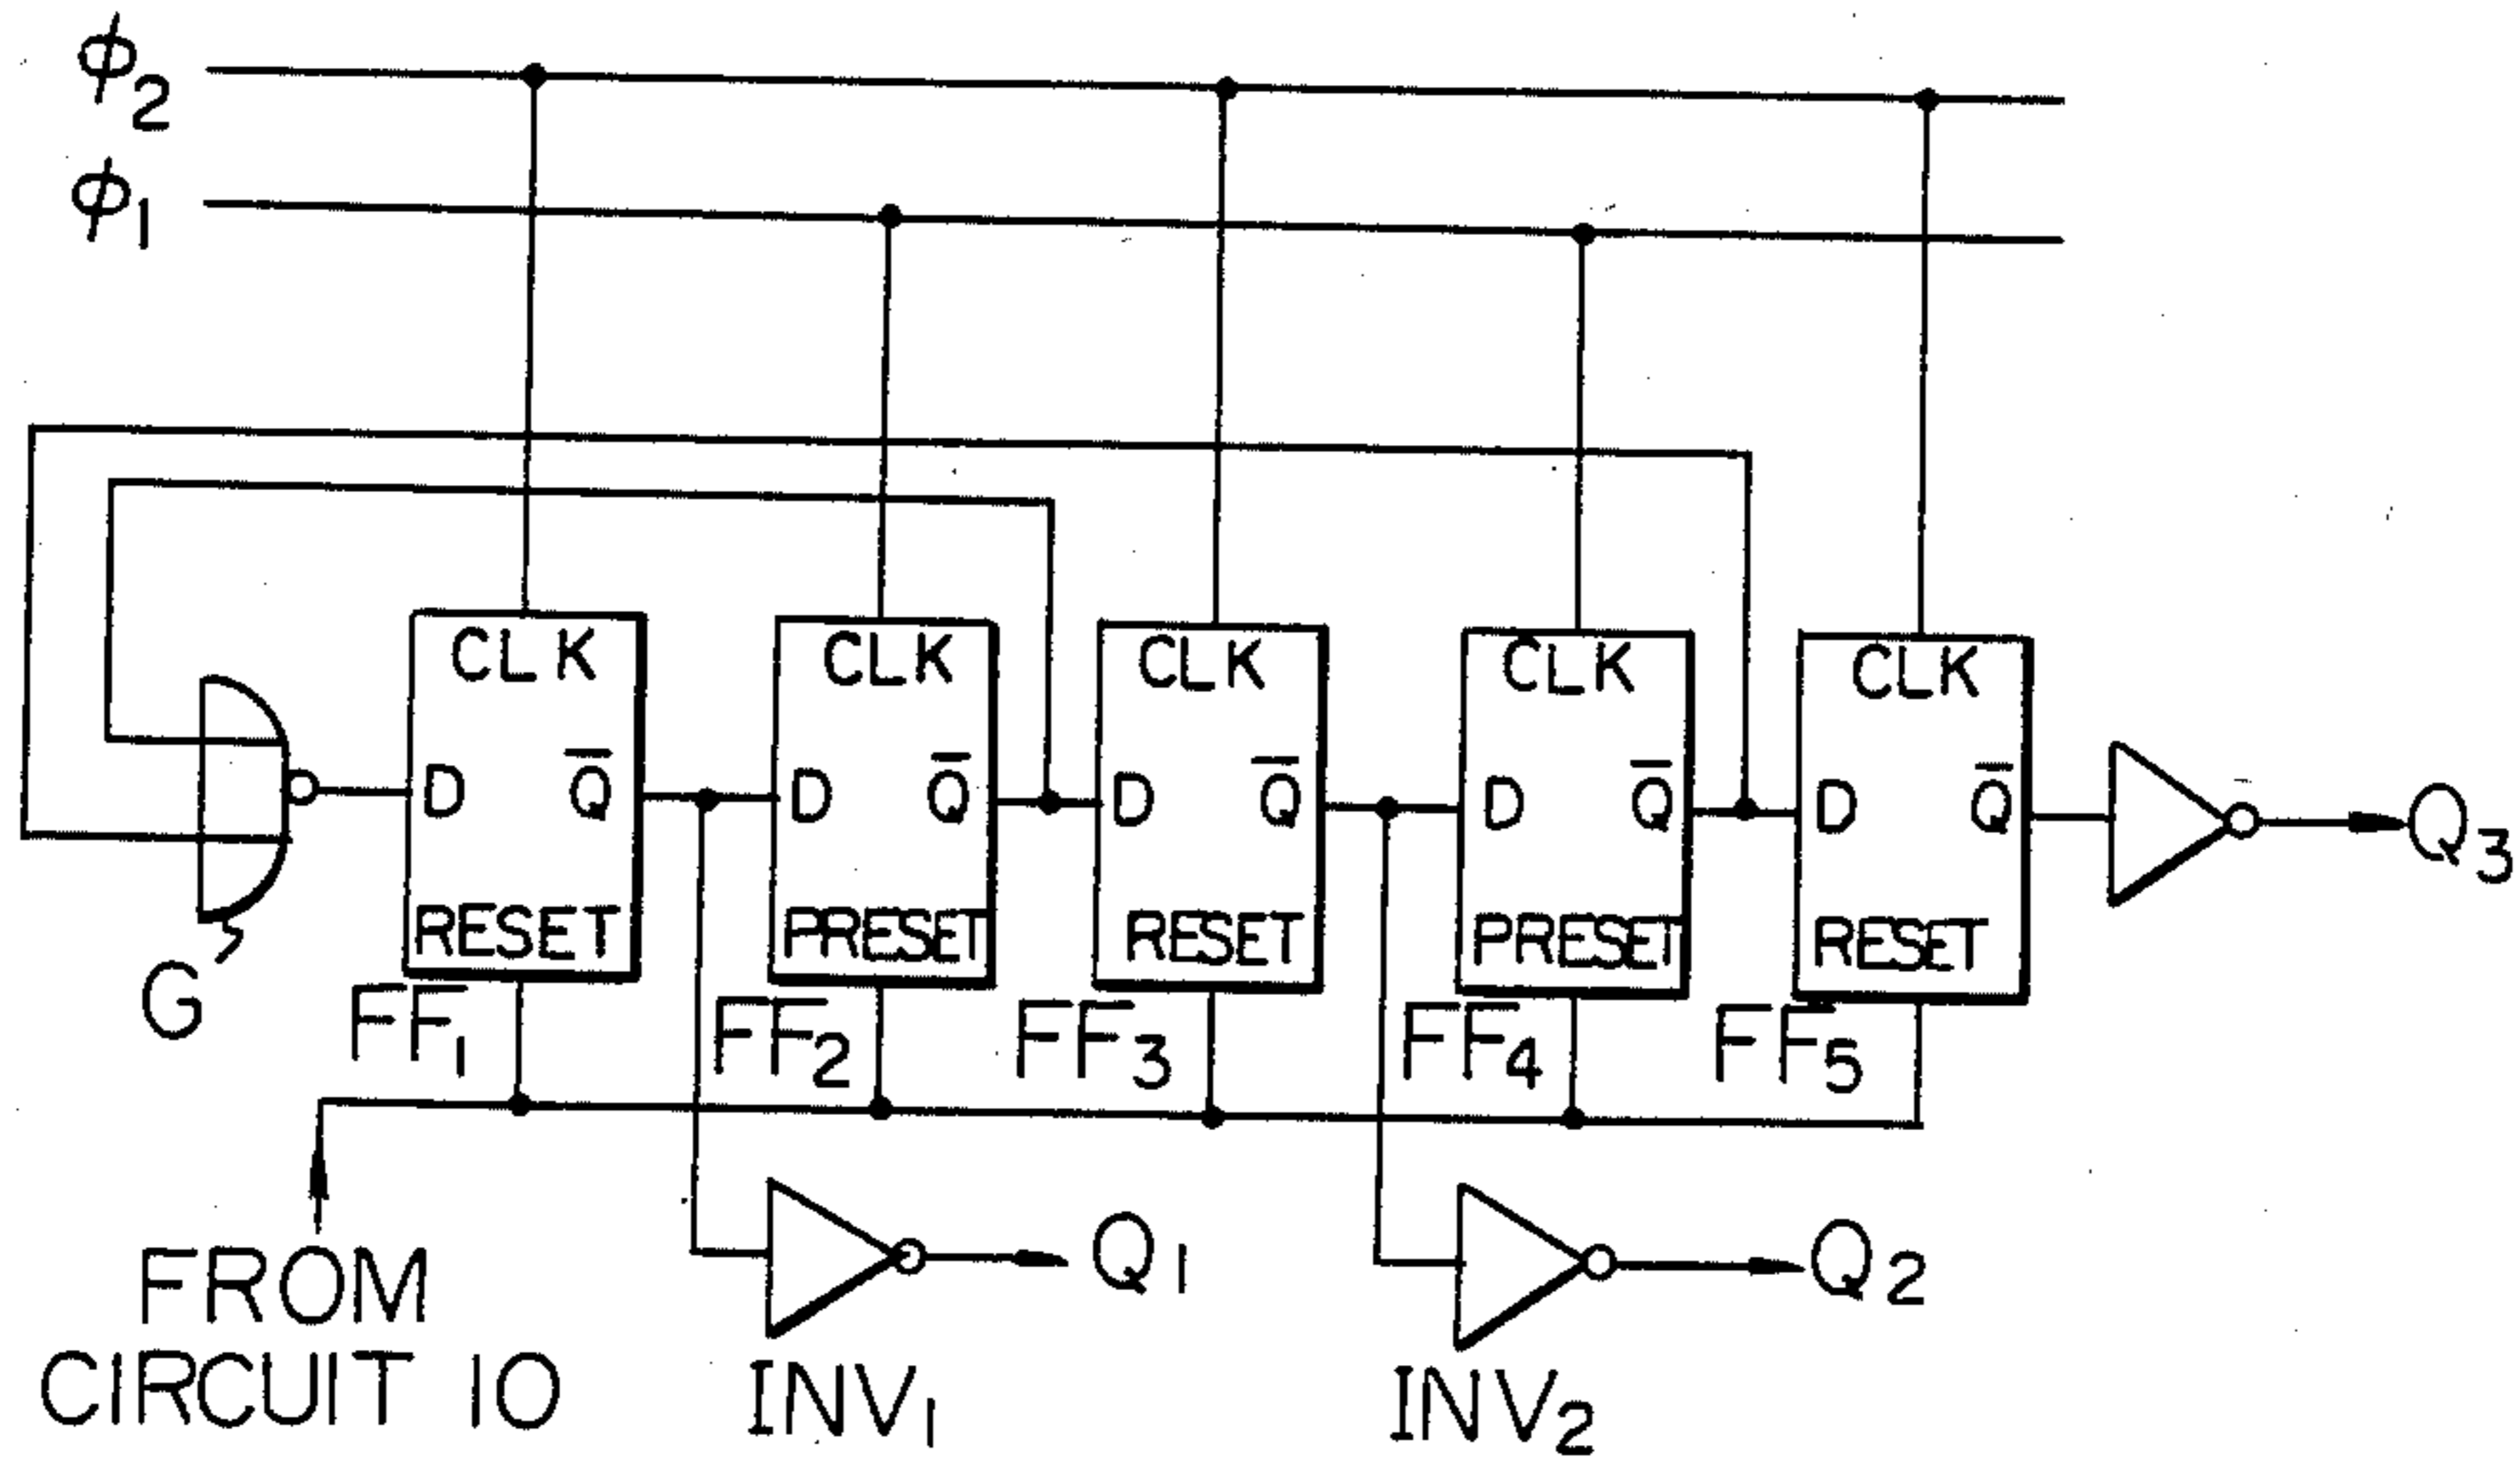 ϕ2
ϕ1
CLK
CLK
CLK
CLK
CLK
D Q̅
D Q̅
D Q̅
D Q̅
D Q̅
Q3
RESET
PRESET
RESET
PRESET
RESET
G
FF1
FF2
FF3
FF4
FF5
FROM
CIRCUIT 10
Q1
Q2
INV1
INV2